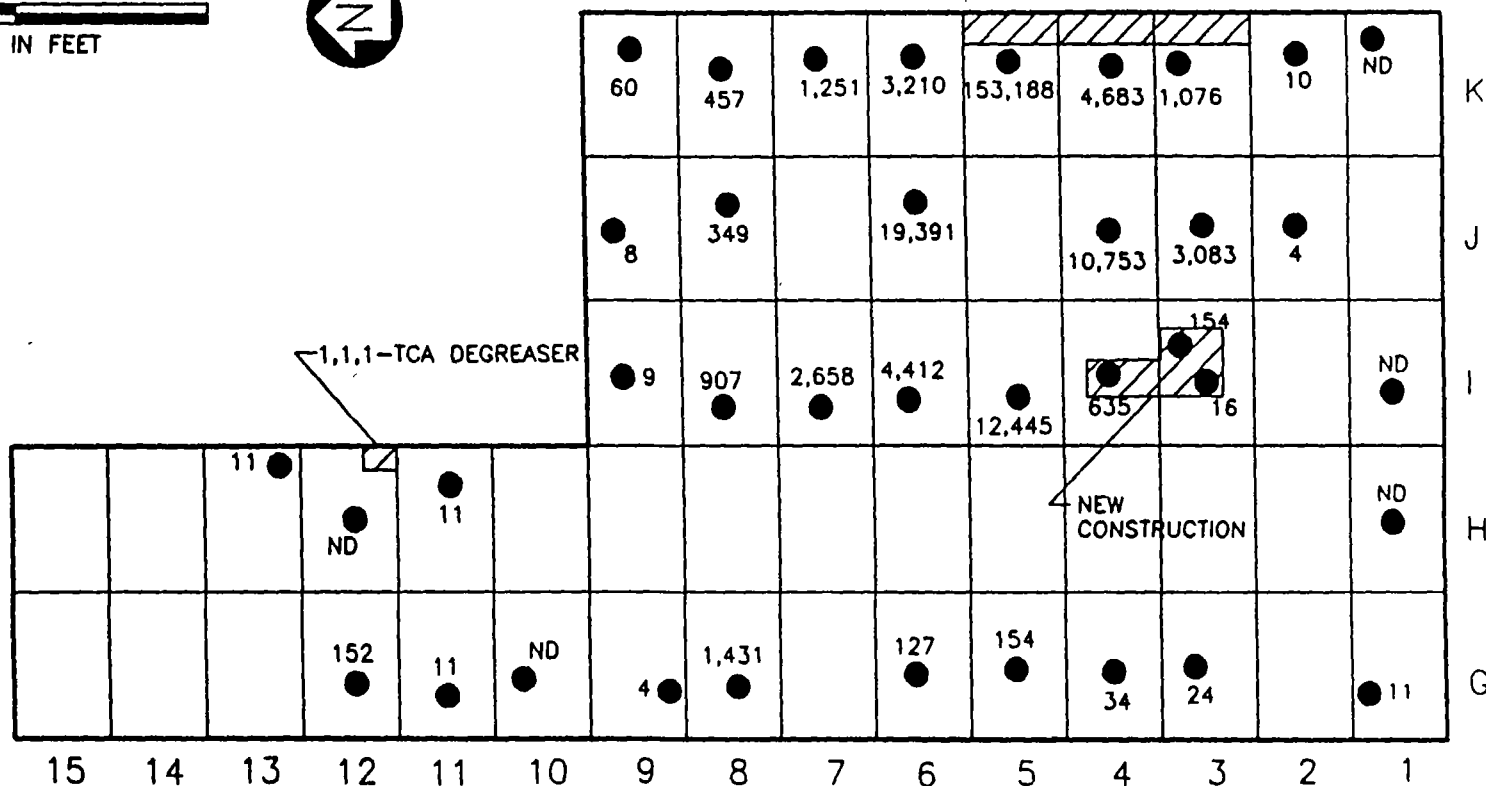 IN FEET
N
60
457
1,251
3,210
153,188
4,683
1,076
10
ND
K
8
349
19,391
10,753
3,083
4
J
1,1,1-TCA DEGREASER
9
907
2,658
4,412
12,445
635
154
16
ND
I
11
ND
11
NEW
CONSTRUCTION
ND
H
152
11
ND
4
1,431
127
154
34
24
11
G
15 14 13 12 11 10 9 8 7 6 5 4 3 2 1